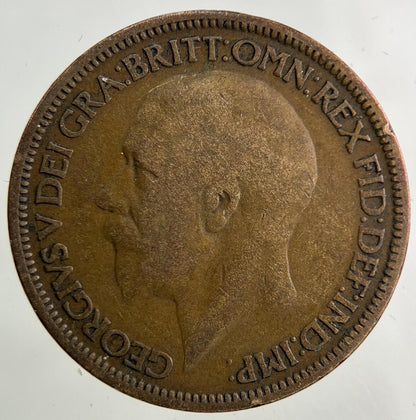 GEORGIVS V DEI GRA:BRITT:OMN:REX FID:DEF:IND:IMP: